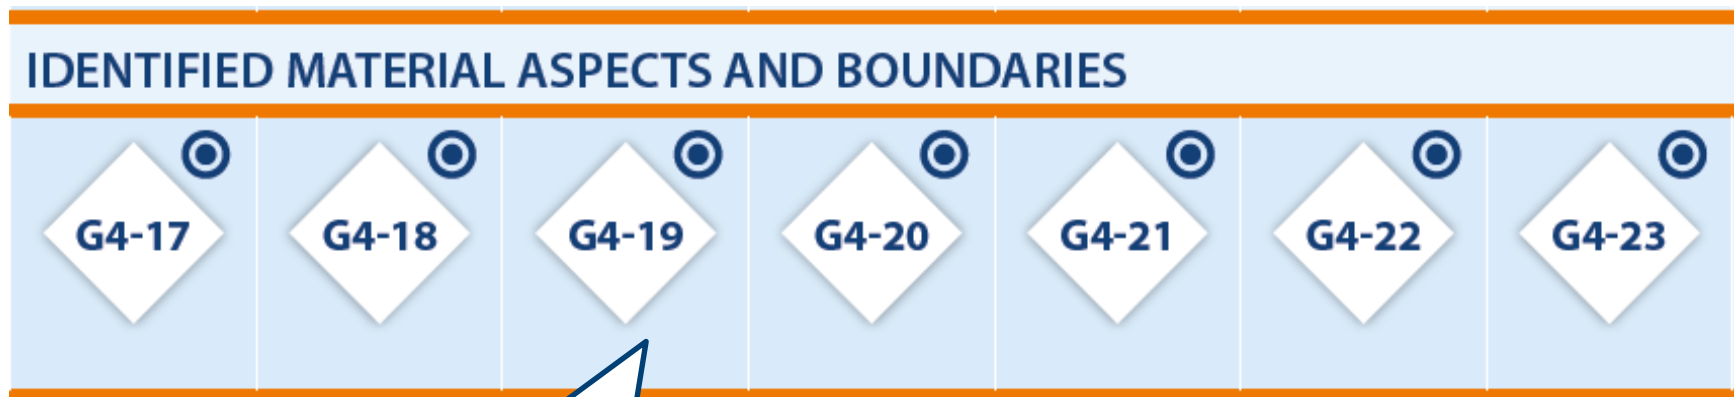 IDENTIFIED MATERIAL ASPECTS AND BOUNDARIES
G4-17 G4-18 G4-19 G4-20 G4-21 G4-22 G4-23